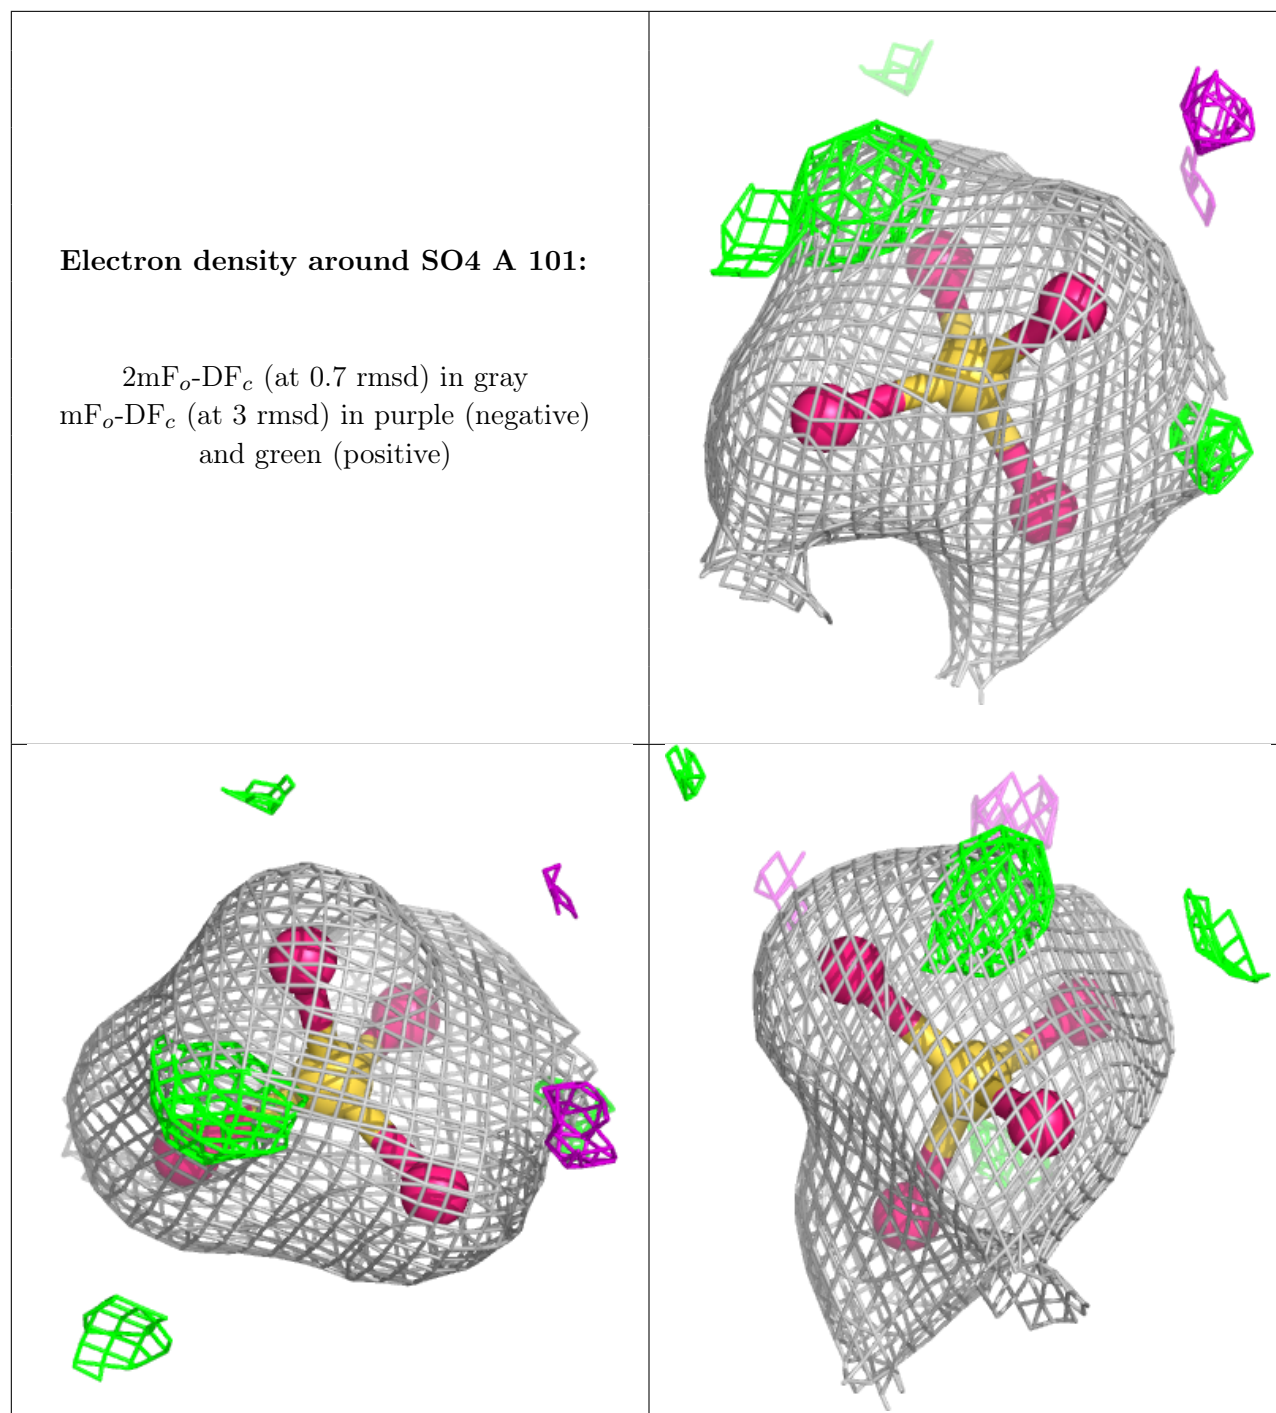 Electron density around SO4 A 101:
2mFo-DFc (at 0.7 rmsd) in gray
mFo-DFc (at 3 rmsd) in purple (negative)
and green (positive)